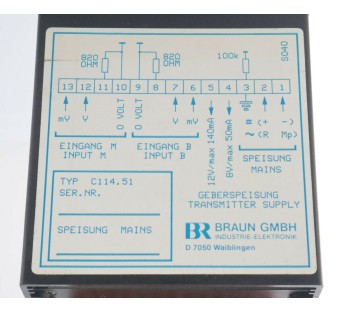 820 OHM
820 OHM
100k
SD40
13 12 11 10 9 8 7 6 5 4 3 2 1
mV V 0 VOLT 0 VOLT V mV 12V/max 140mA 8V/max 50mA = (+ -)
~ (R Mp)
EINGANG M EINGANG B SPEISUNG
INPUT M INPUT B MAINS
TYP C114.51
SER.NR.
GEBERSPEISUNG
TRANSMITTER SUPPLY
SPEISUNG MAINS
BR BRAUN GMBH
INDUSTRIE-ELEKTRONIK
D 7050 Waiblingen